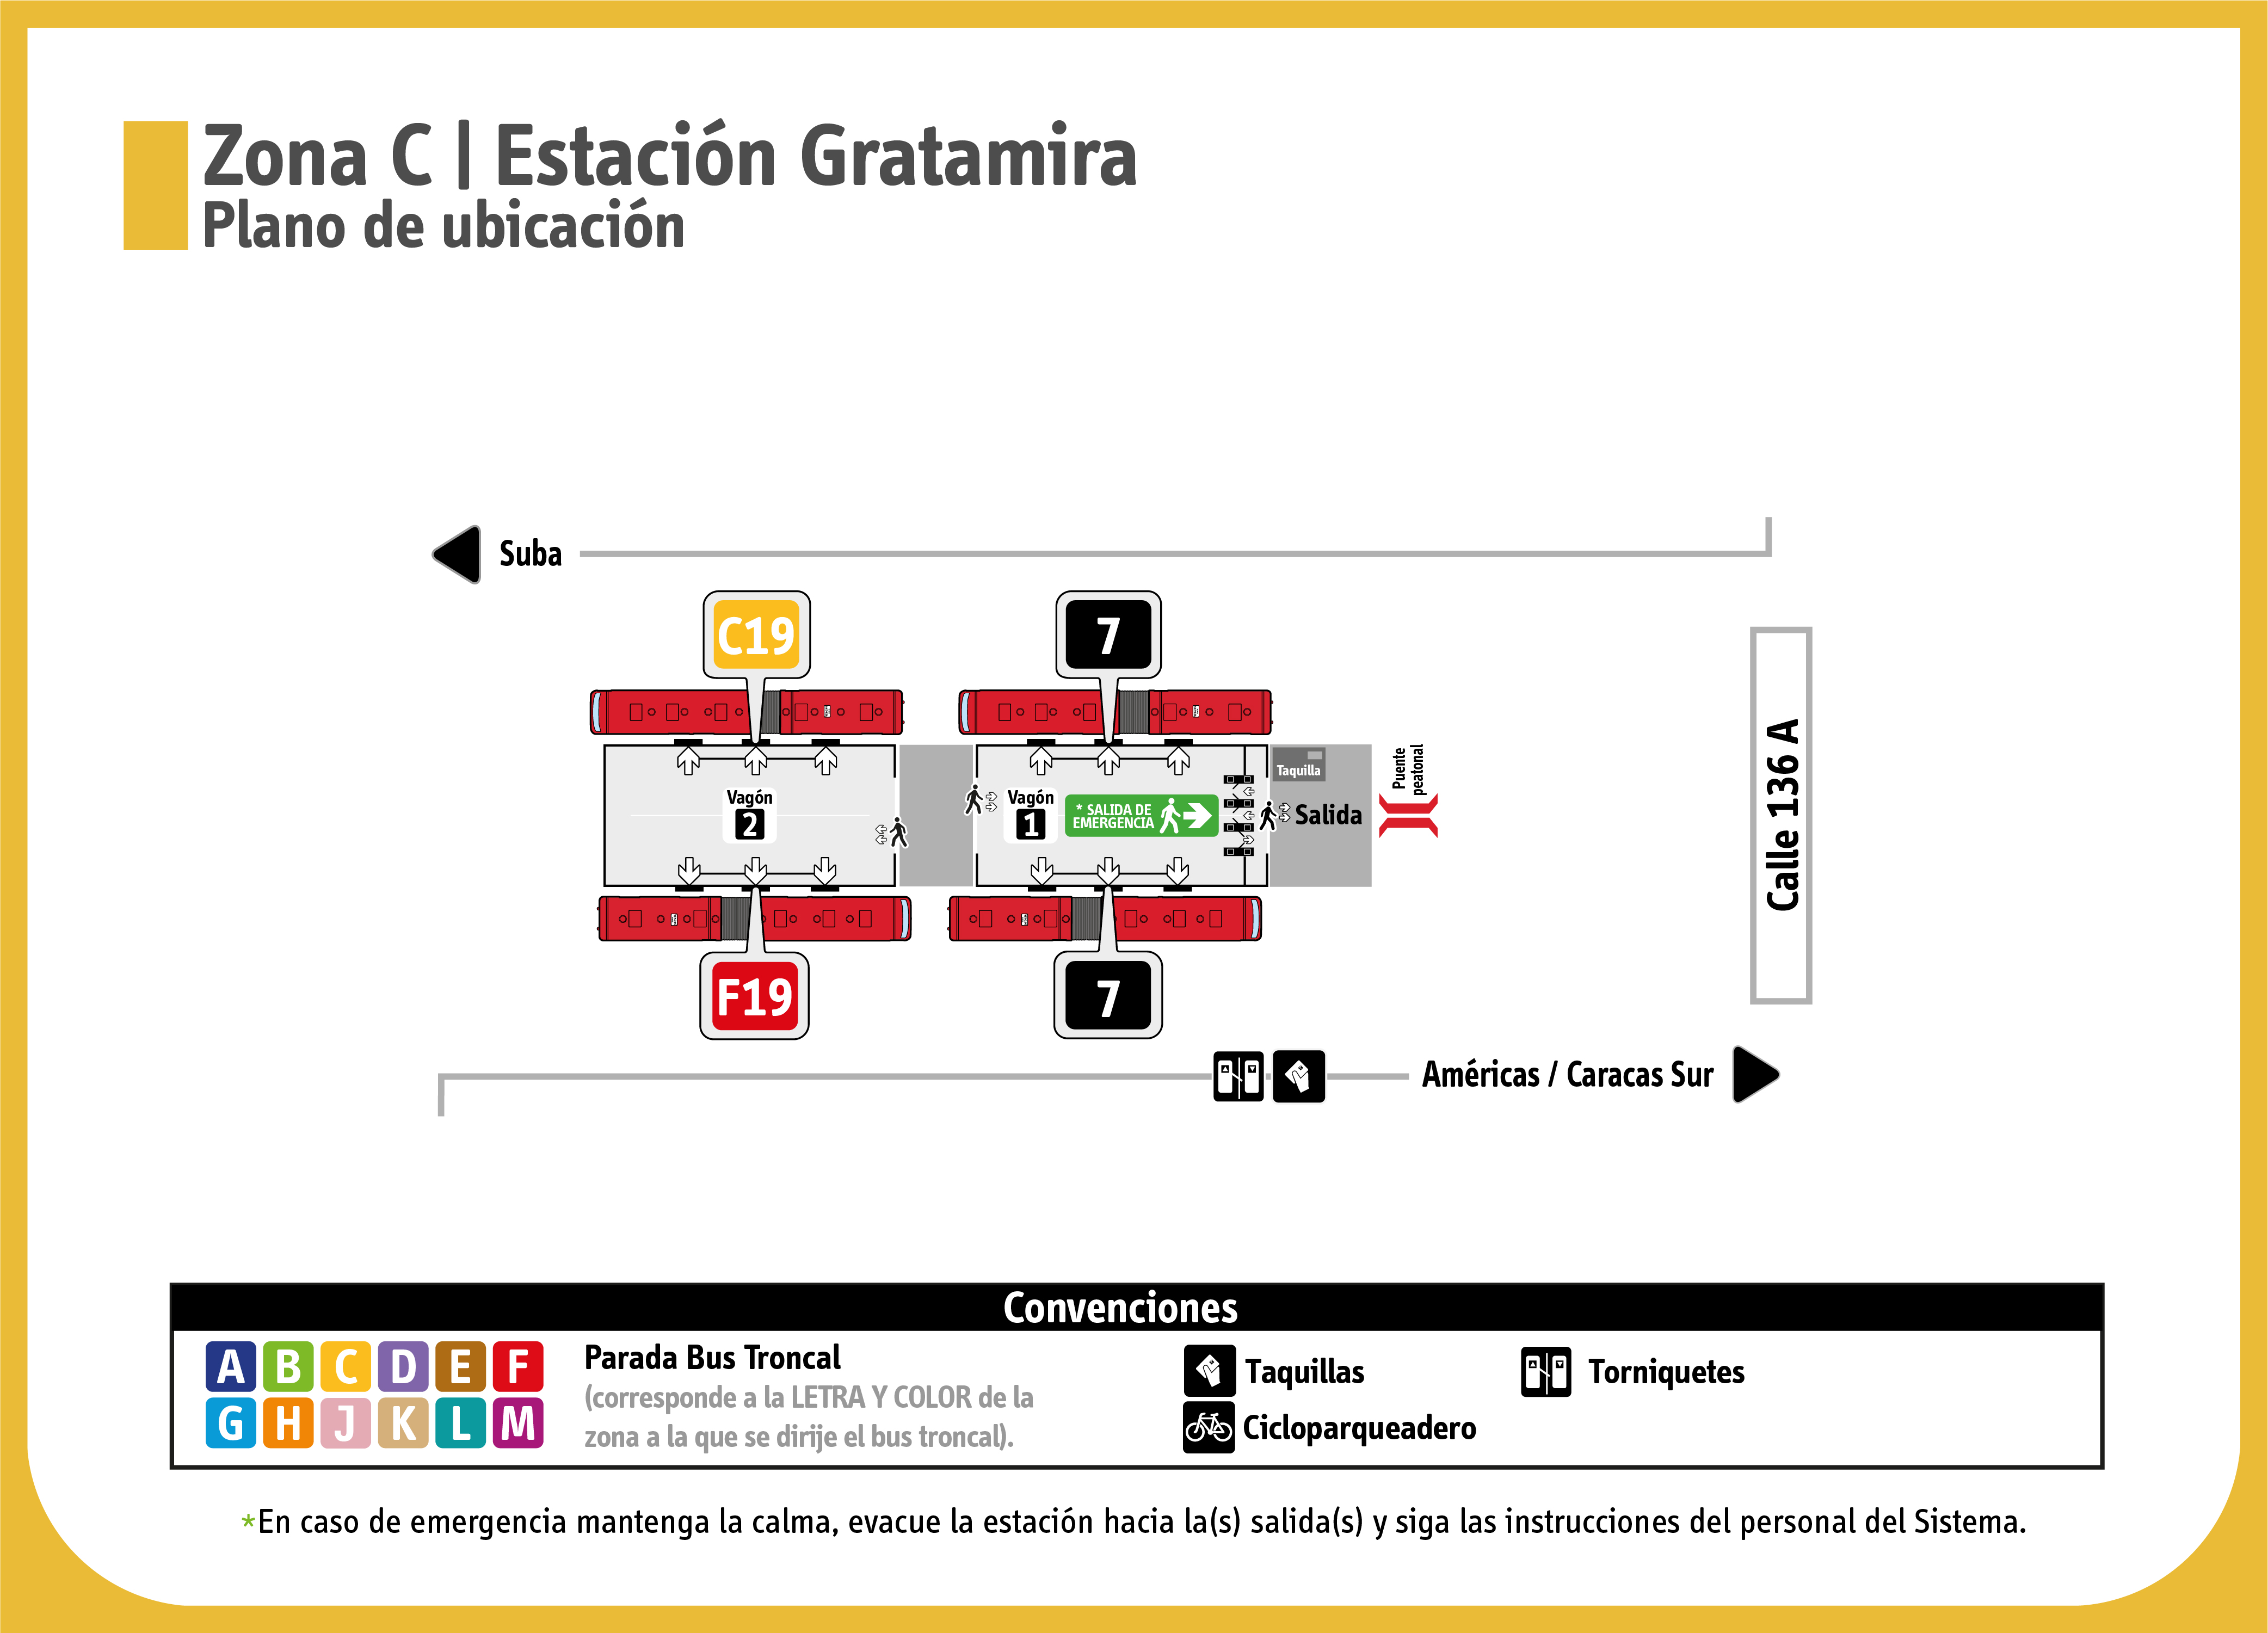 Zona C | Estación Gratamira
Plano de ubicación
Suba
C19
7
Taquilla
Puente
peatonal
Calle 136 A
Vagón
2
Vagón
1
* SALIDA DE
EMERGENCIA
Salida
F19
7
Américas / Caracas Sur
Convenciones
A B C D E F
G H J K L M
Parada Bus Troncal
(corresponde a la LETRA Y COLOR de la
zona a la que se dirije el bus troncal).
Taquillas
Torniquetes
Cicloparqueadero
*En caso de emergencia mantenga la calma, evacue la estación hacia la(s) salida(s) y siga las instrucciones del personal del Sistema.